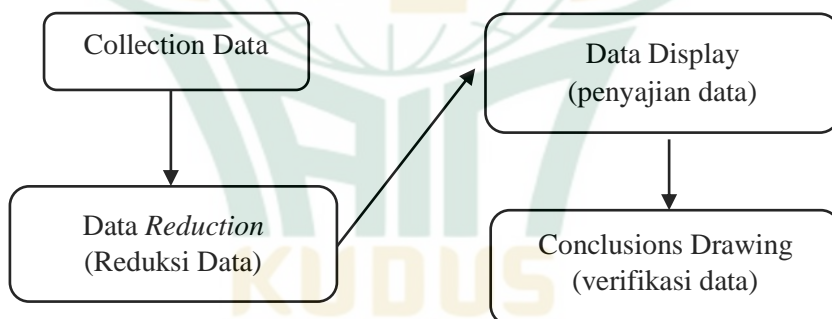 Collection Data
Data Reduction
(Reduksi Data)
Data Display
(penyajian data)
Conclusions Drawing
(verifikasi data)
KUDUS